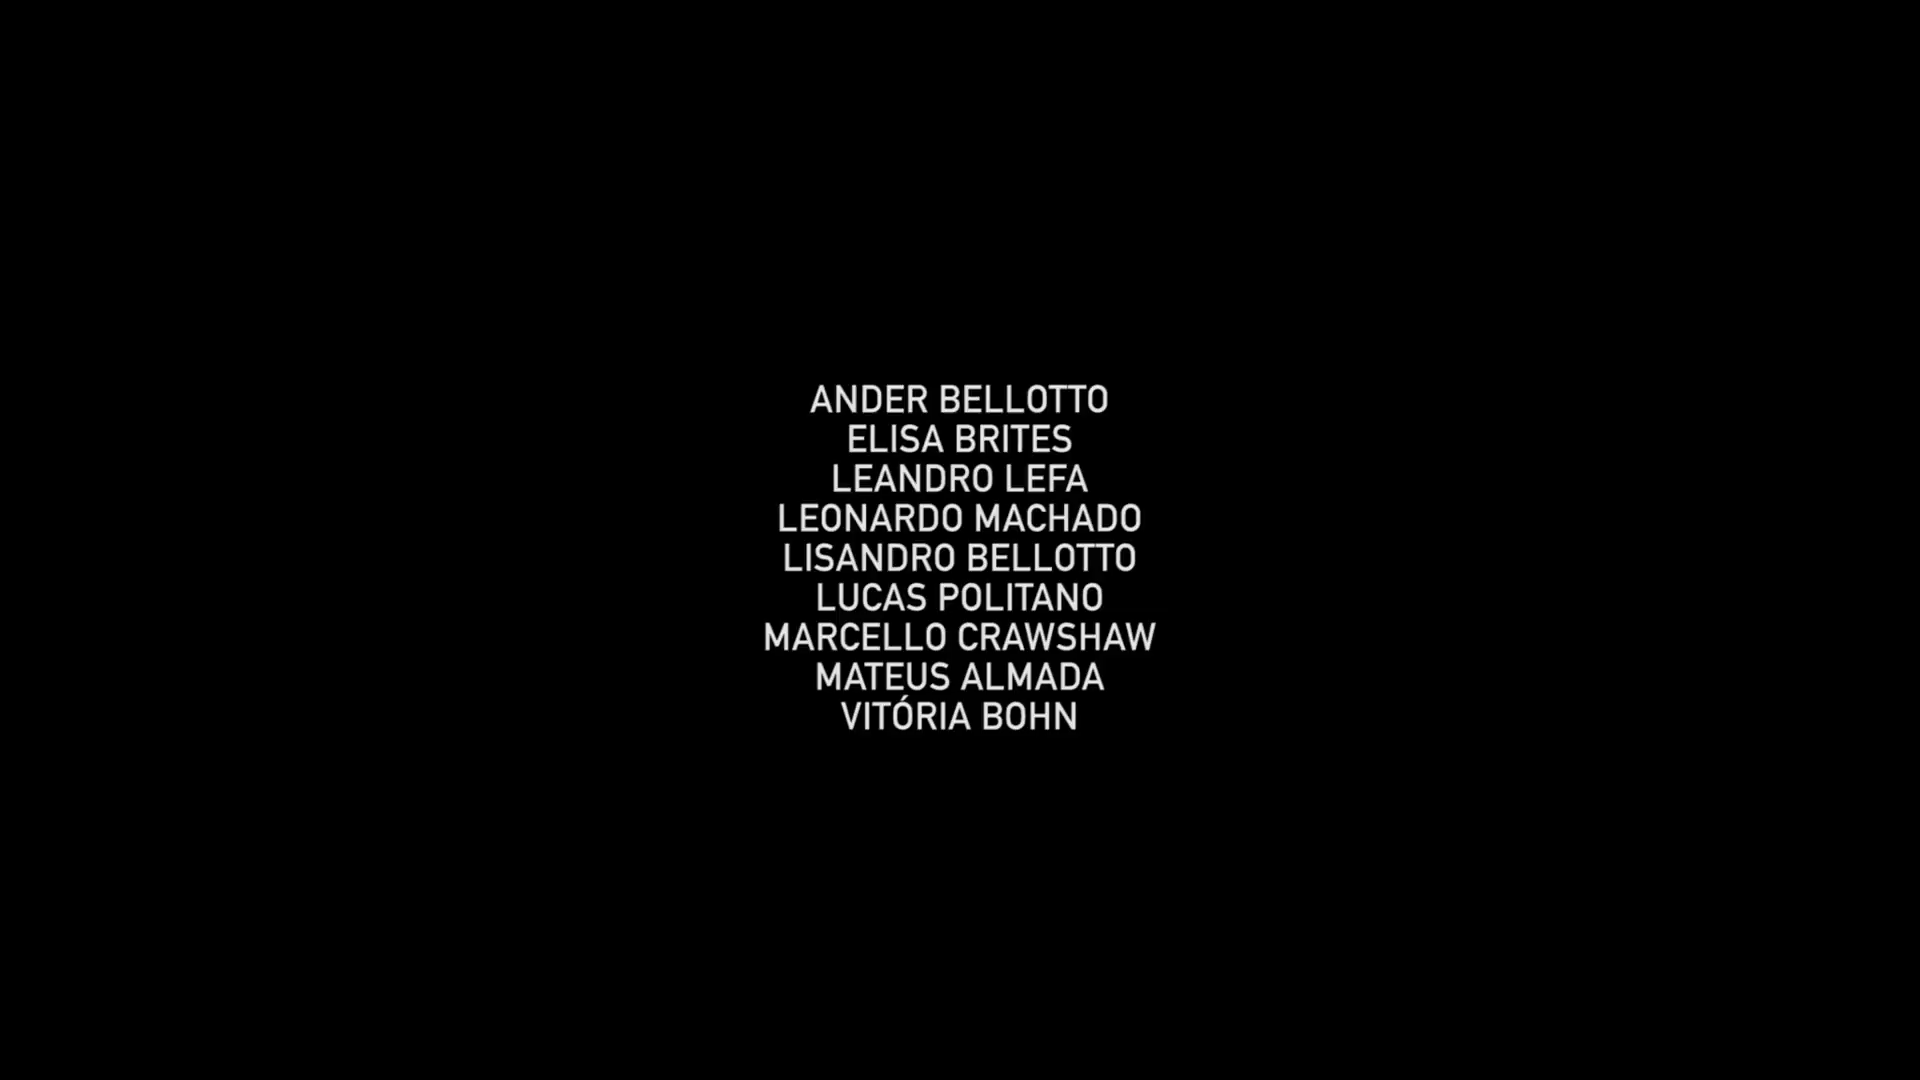 ANDER BELLOTTO
ELISA BRITES
LEANDRO LEFA
LEONARDO MACHADO
LISANDRO BELLOTTO
LUCAS POLITANO
MARCELLO CRAWSHAW
MATEUS ALMADA
VITÓRIA BOHN